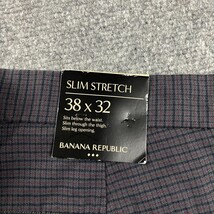 SLIM STRETCH
38 x 32
Sits below the waist.
Slim through the thigh.
Slim leg opening.
BANANA REPUBLIC